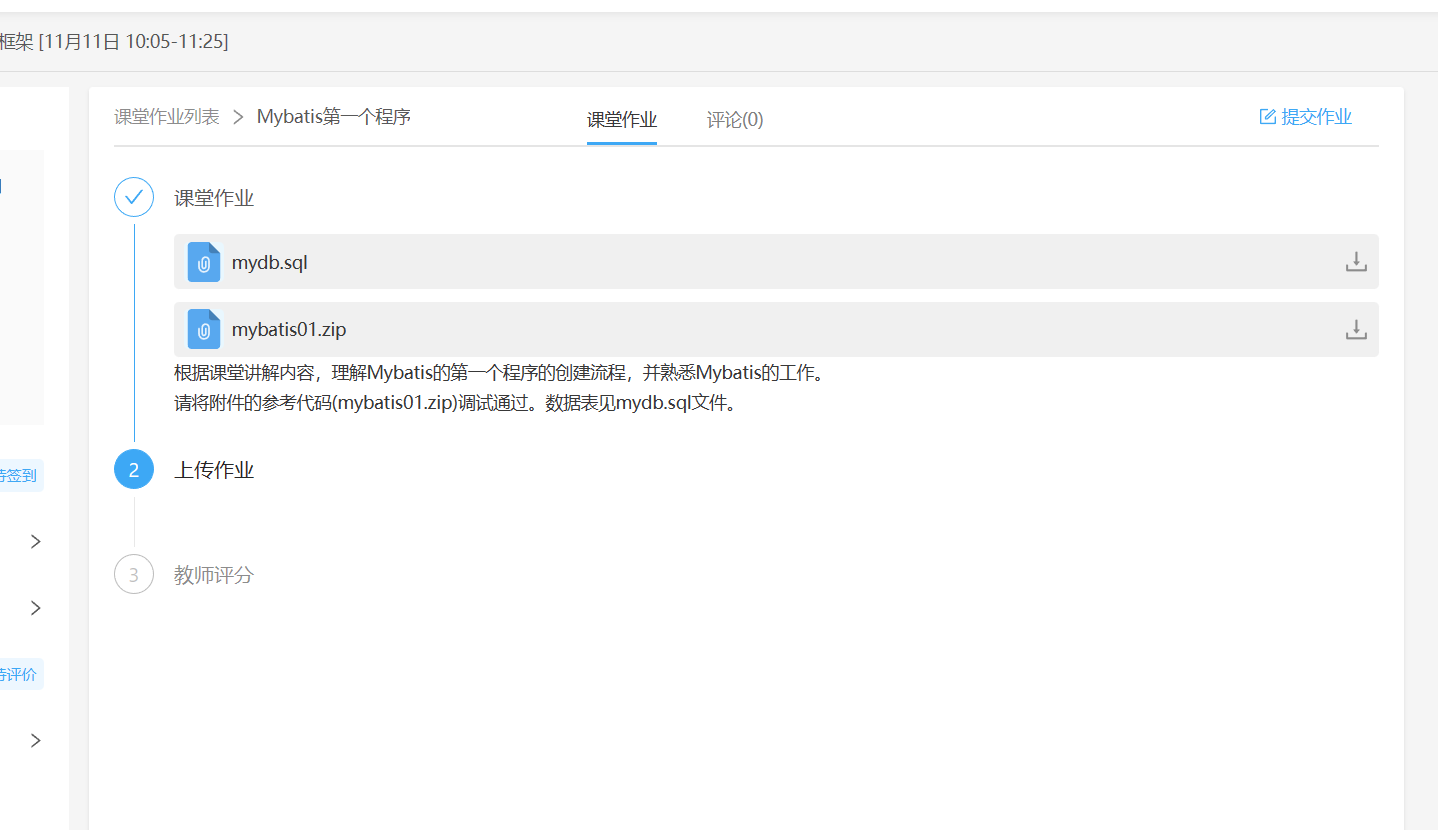 框架 [11月11日 10:05-11:25]
课堂作业列表 > Mybatis第一个程序
课堂作业
评论(0)
提交作业
课堂作业
mydb.sql
mybatis01.zip
根据课堂讲解内容，理解Mybatis的第一个程序的创建流程，并熟悉Mybatis的工作。
请将附件的参考代码(mybatis01.zip)调试通过。数据表见mydb.sql文件。
2 上传作业
3 教师评分
待签到
待评价